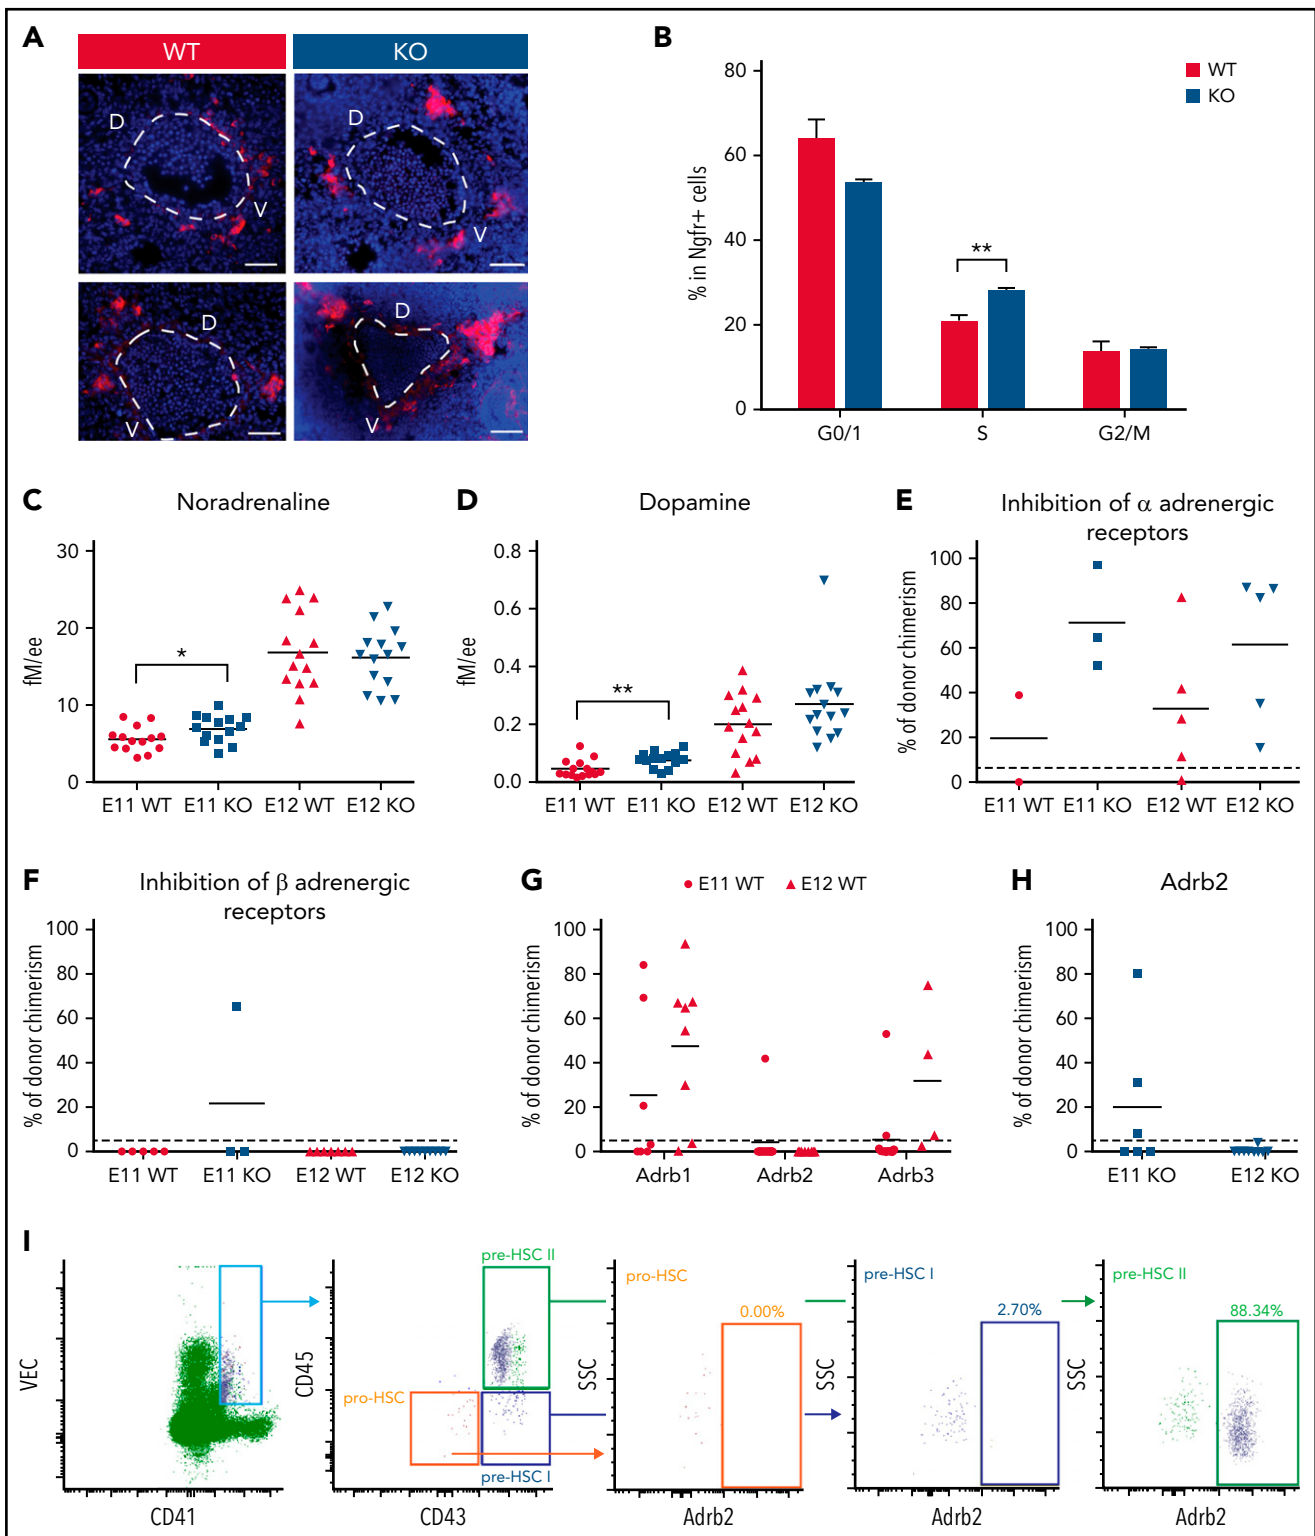 A
WT
KO
D
V
D
V
D
V
D
V
B
% in Ngfr+ cells
80
60
40
20
0
**
G0/1
S
G2/M
WT
KO
C
Noradrenaline
fM/ee
30
20
10
0
*
E11 WT
E11 KO
E12 WT
E12 KO
D
Dopamine
fM/ee
0.8
0.6
0.4
0.2
0.0
**
E11 WT
E11 KO
E12 WT
E12 KO
E
Inhibition of α adrenergic
receptors
% of donor chimerism
100
80
60
40
20
0
E11 WT
E11 KO
E12 WT
E12 KO
F
Inhibition of β adrenergic
receptors
% of donor chimerism
100
80
60
40
20
0
E11 WT
E11 KO
E12 WT
E12 KO
G
E11 WT
E12 WT
% of donor chimerism
100
80
60
40
20
0
Adrb1
Adrb2
Adrb3
H
Adrb2
% of donor chimerism
100
80
60
40
20
0
E11 KO
E12 KO
I
VEC
CD41
CD45
pre-HSC II
pro-HSC
pre-HSC I
CD43
SSC
pro-HSC
0.00%
Adrb2
SSC
pre-HSC I
2.70%
Adrb2
SSC
pre-HSC II
88.34%
Adrb2